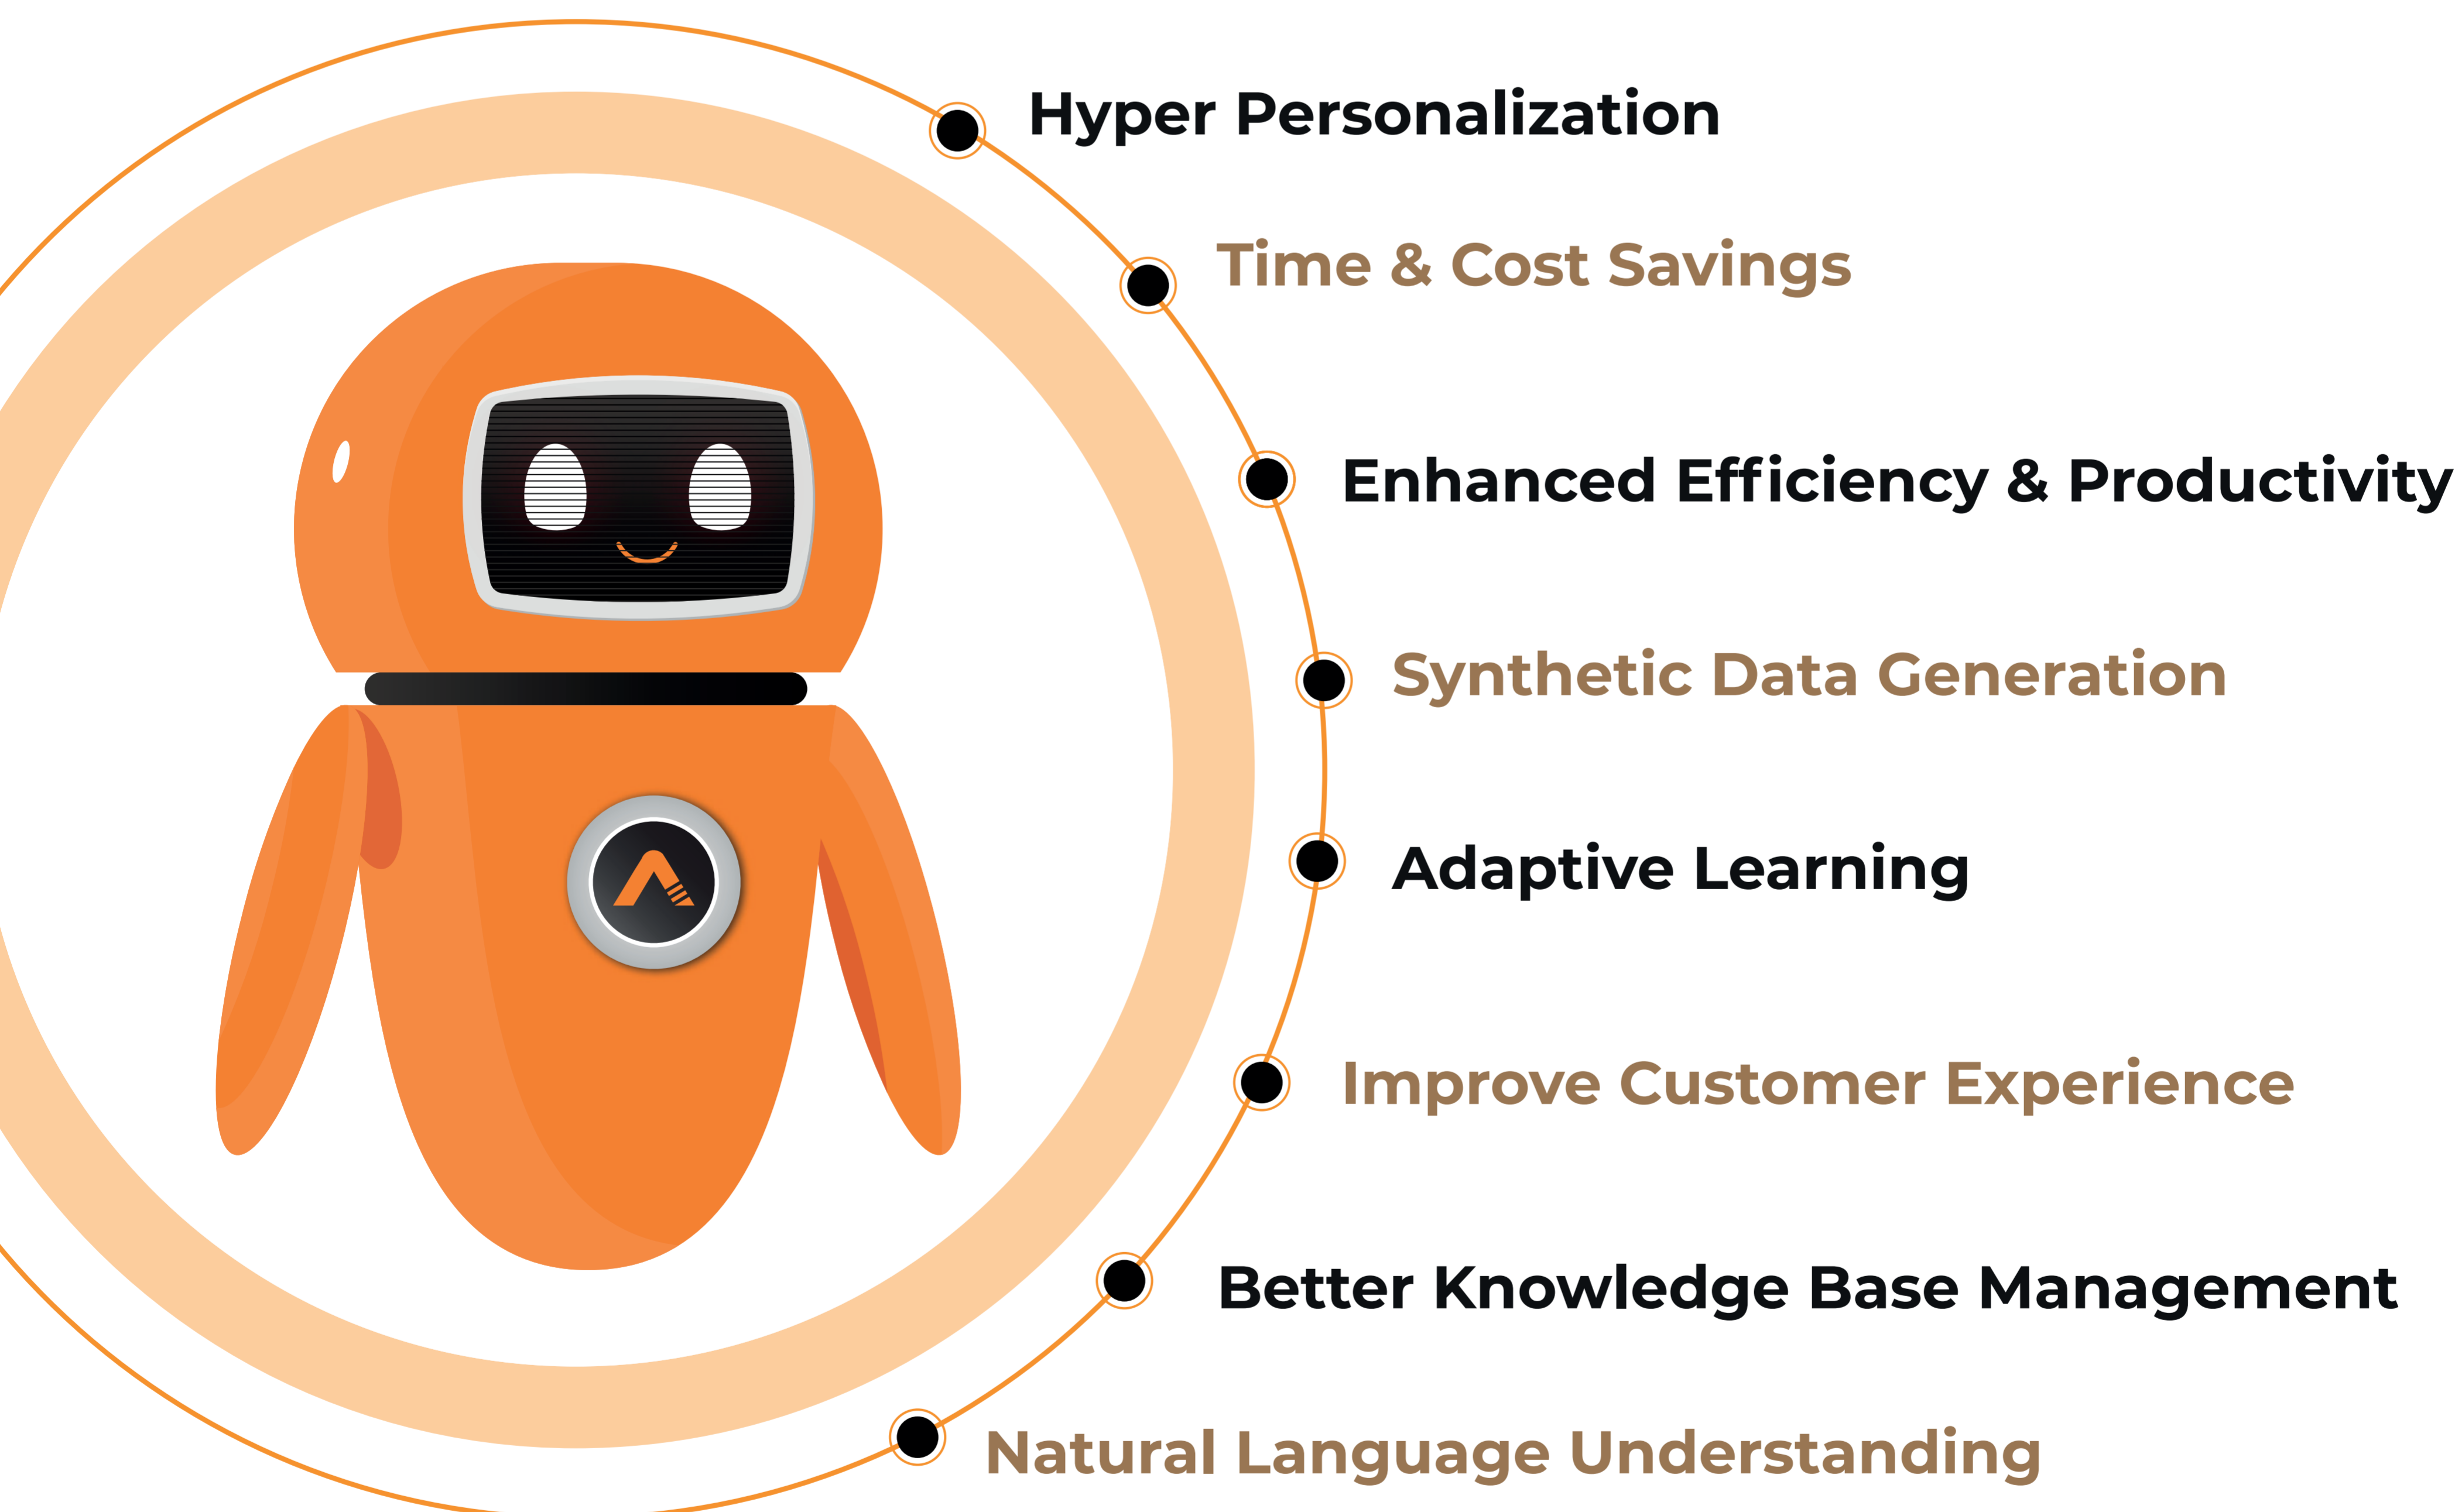 Hyper Personalization
Time & Cost Savings
Enhanced Efficiency & Productivity
Synthetic Data Generation
Adaptive Learning
Improve Customer Experience
Better Knowledge Base Management
Natural Language Understanding